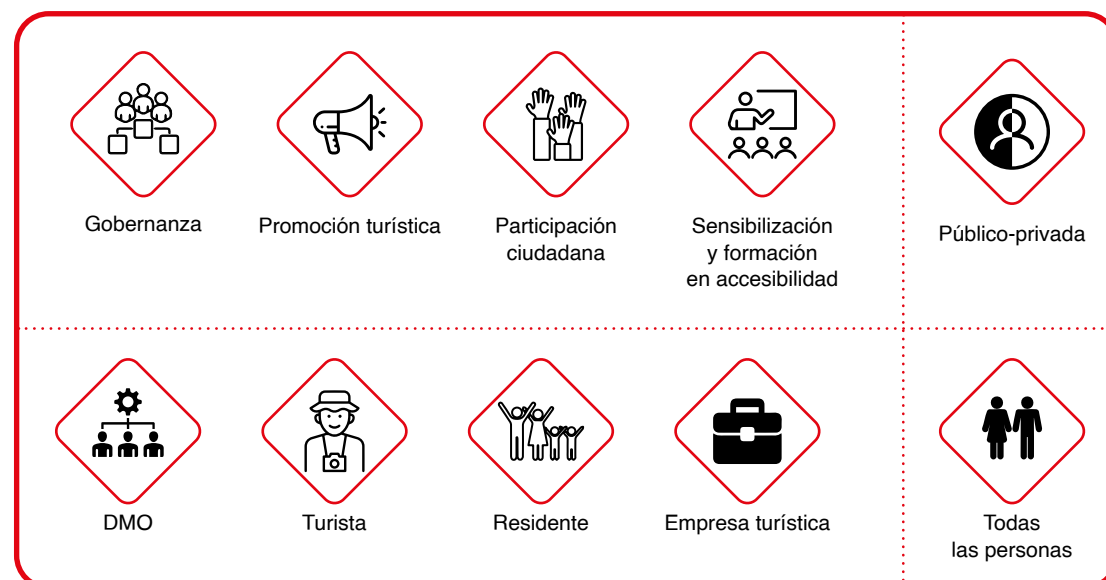 Gobernanza
Promoción turística
Participación
ciudadana
Sensibilización
y formación
en accesibilidad
Público-privada
DMO
Turista
Residente
Empresa turística
Todas
las personas